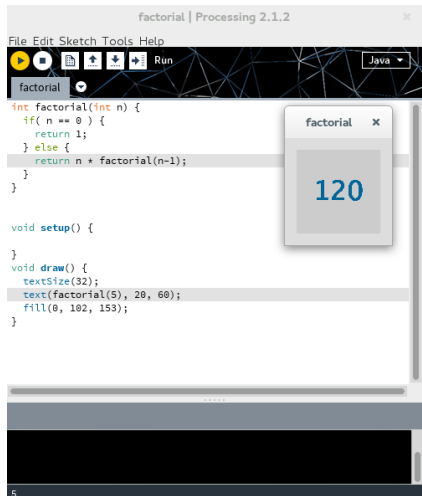 factorial | Processing 2.1.2 ×
File Edit Sketch Tools Help
Run Java
factorial
int factorial(int n) {
if( n == 0 ) {
return 1;
} else {
return n * factorial(n-1);
}
}
factorial ×
120
void setup() {
}
void draw() {
textSize(32);
text(factorial(5), 20, 60);
fill(0, 102, 153);
}
5